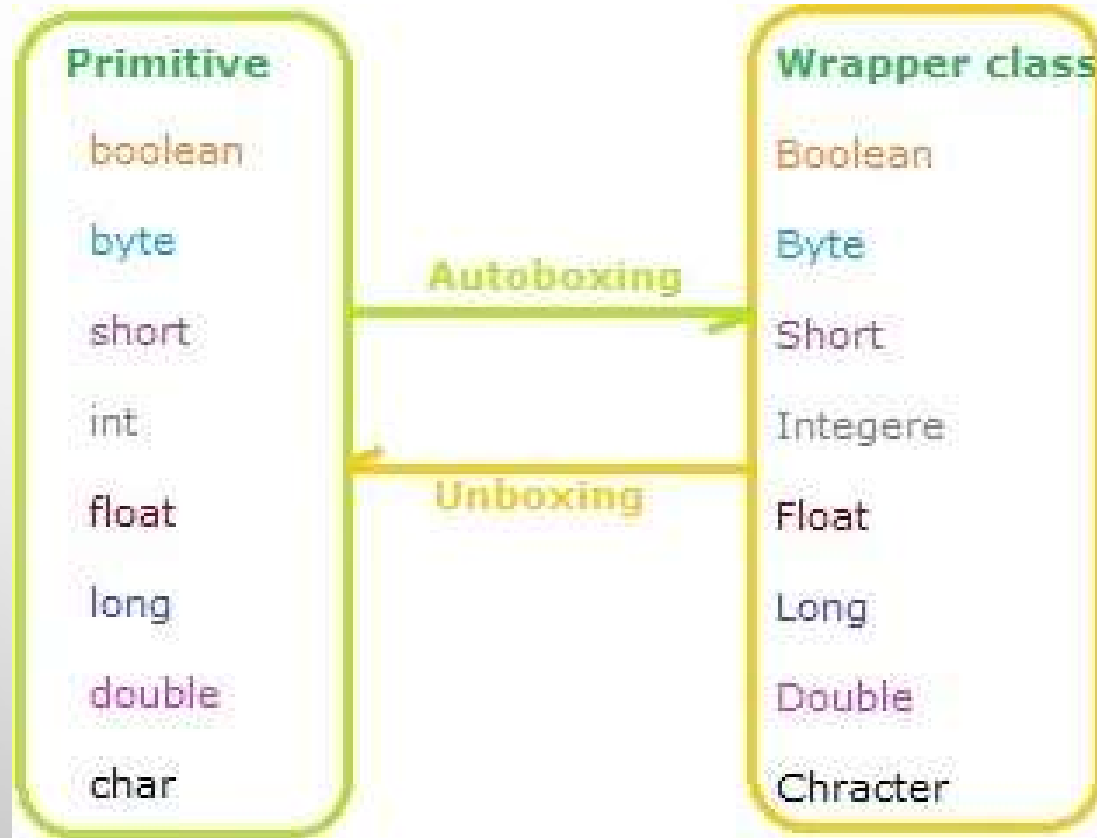 Primitive
boolean
byte
short
int
float
long
double
char
Autoboxing
Unboxing
Wrapper class
Boolean
Byte
Short
Integere
Float
Long
Double
Chracter